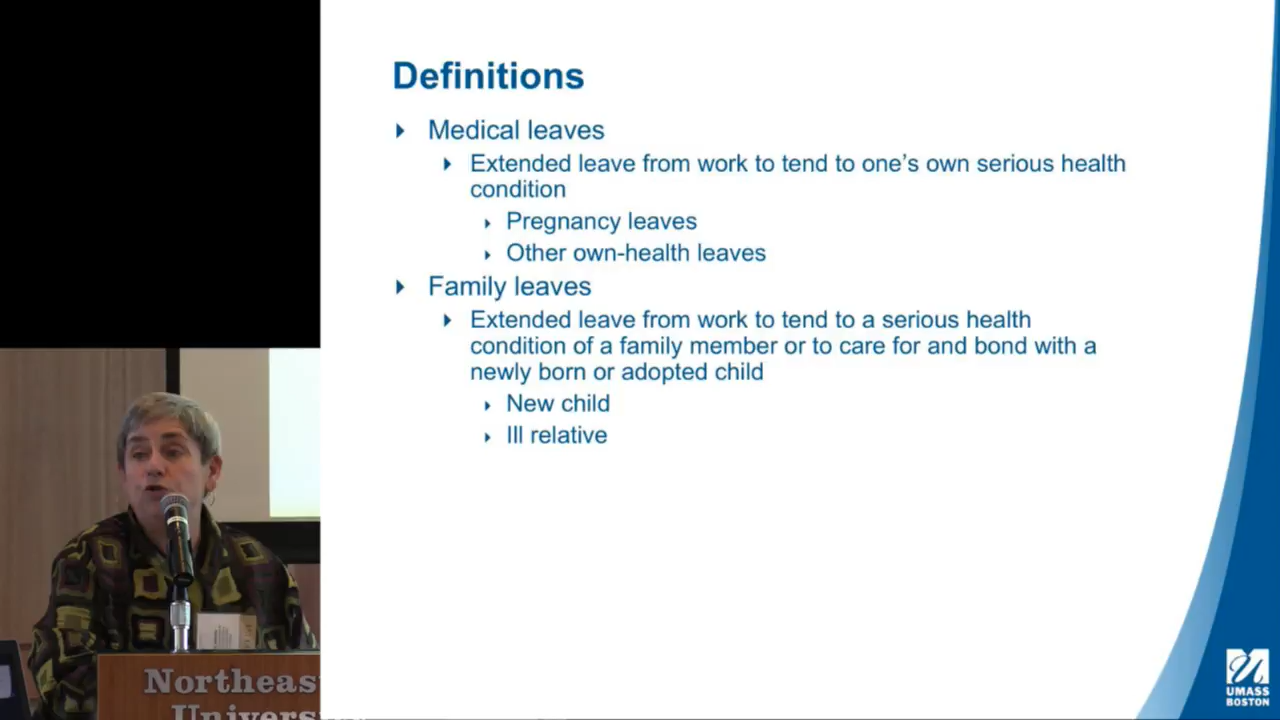 Definitions
Medical leaves
Extended leave from work to tend to one's own serious health
condition
Pregnancy leaves
Other own-health leaves
Family leaves
Extended leave from work to tend to a serious health
condition of a family member or to care for and bond with a
newly born or adopted child
New child
Ill relative
Northeas
Universi
UMASS
BOSTON